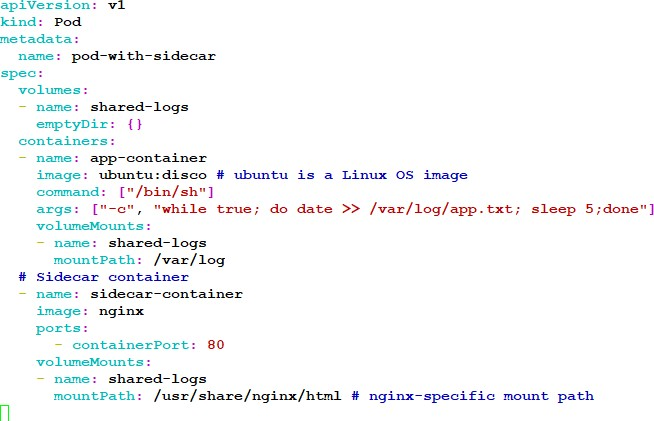 apiVersion: v1
kind: Pod
metadata:
  name: pod-with-sidecar
spec:
  volumes:
  - name: shared-logs
    emptyDir: {}
  containers:
  - name: app-container
    image: ubuntu:disco # ubuntu is a Linux OS image
    command: ["/bin/sh"]
    args: ["-c", "while true; do date >> /var/log/app.txt; sleep 5;done"]
    volumeMounts:
    - name: shared-logs
      mountPath: /var/log
  # Sidecar container
  - name: sidecar-container
    image: nginx
    ports:
      - containerPort: 80
    volumeMounts:
    - name: shared-logs
      mountPath: /usr/share/nginx/html # nginx-specific mount path